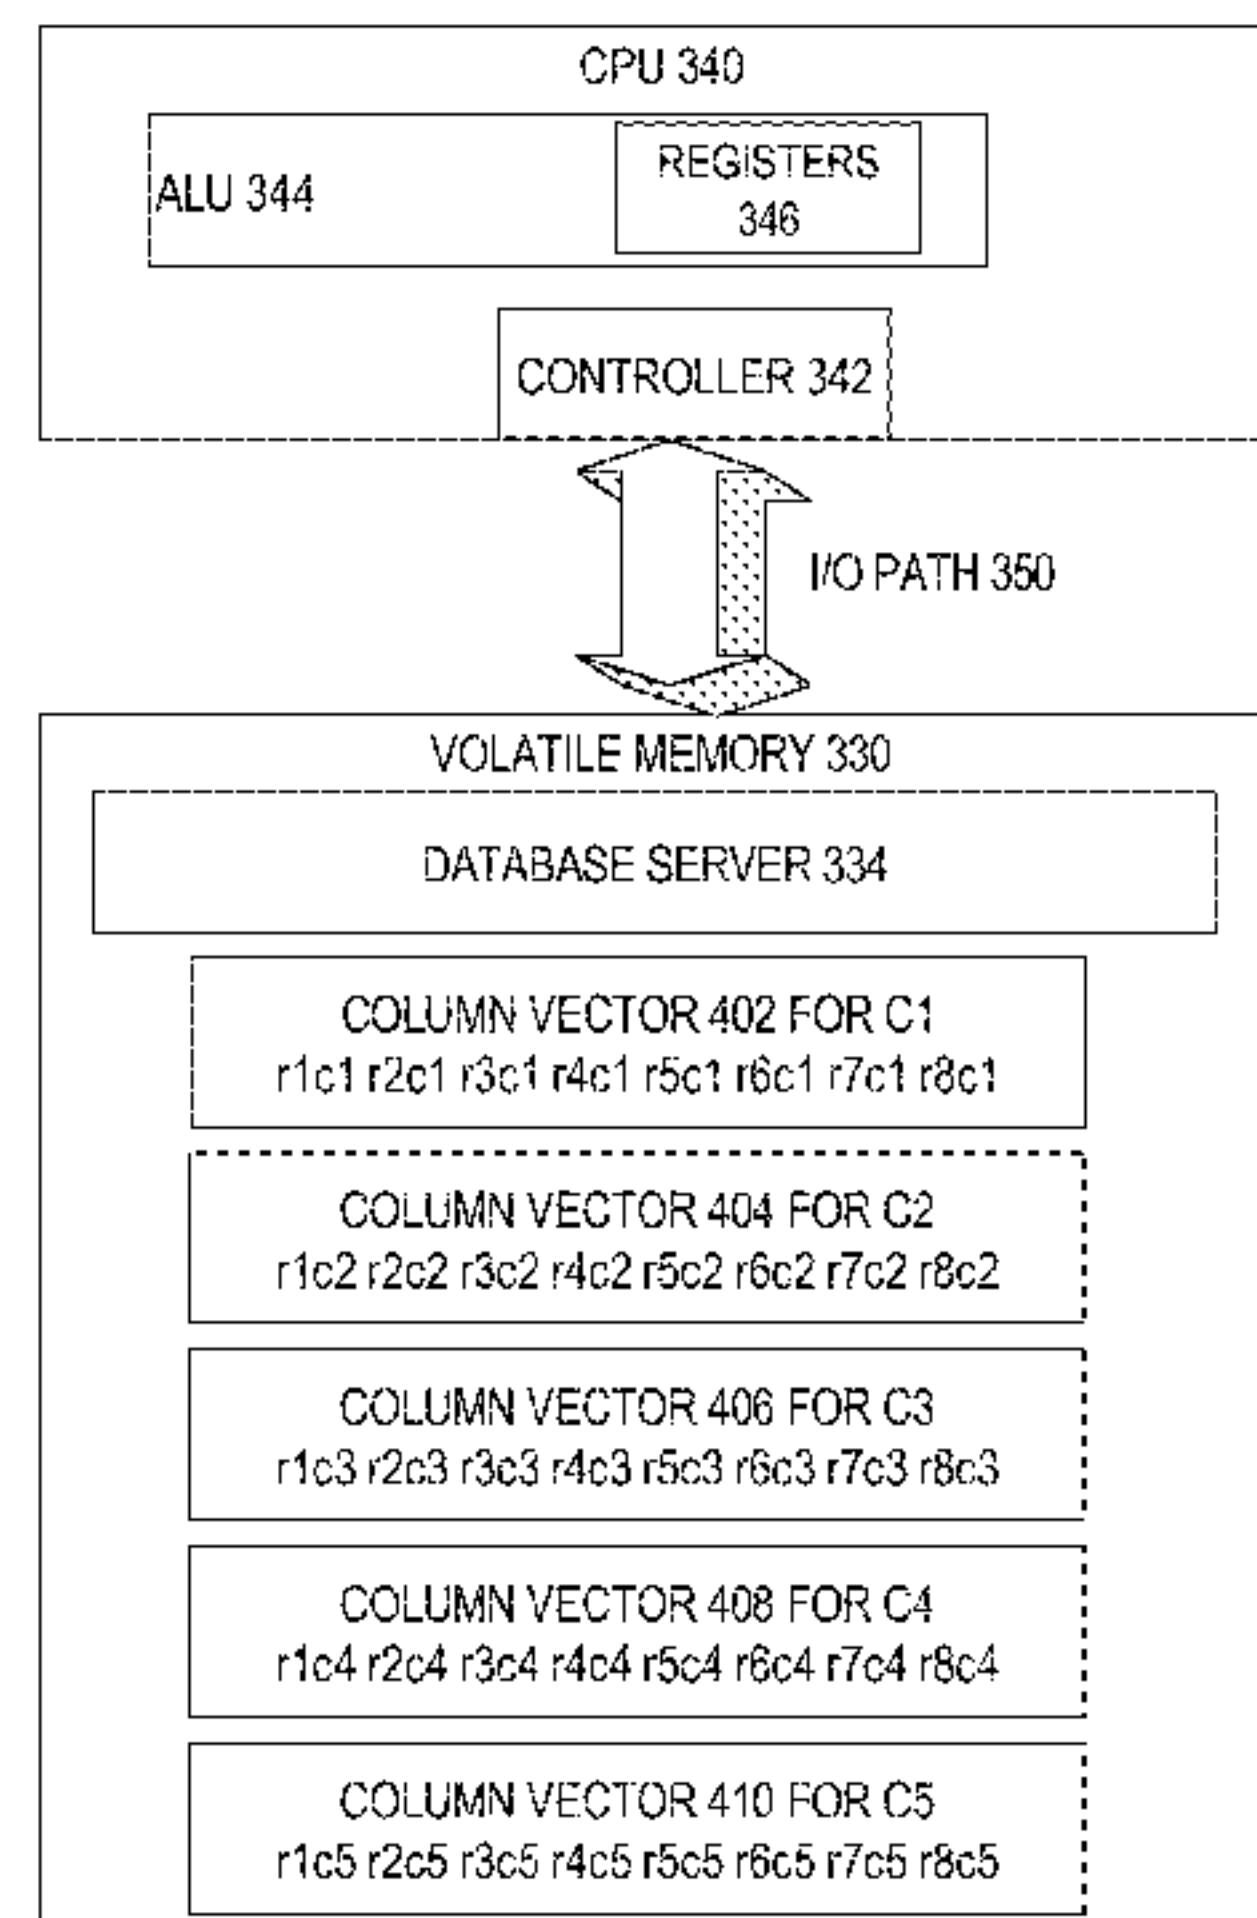 CPU 340
ALU 344
REGISTERS
346
CONTROLLER 342
I/O PATH 350
VOLATILE MEMORY 330
DATABASE SERVER 334
COLUMN VECTOR 402 FOR C1
r1c1 r2c1 r3c1 r4c1 r5c1 r6c1 r7c1 r8c1
COLUMN VECTOR 404 FOR C2
r1c2 r2c2 r3c2 r4c2 r5c2 r6c2 r7c2 r8c2
COLUMN VECTOR 406 FOR C3
r1c3 r2c3 r3c3 r4c3 r5c3 r6c3 r7c3 r8c3
COLUMN VECTOR 408 FOR C4
r1c4 r2c4 r3c4 r4c4 r5c4 r6c4 r7c4 r8c4
COLUMN VECTOR 410 FOR C5
r1c5 r2c5 r3c5 r4c5 r5c5 r6c5 r7c5 r8c5